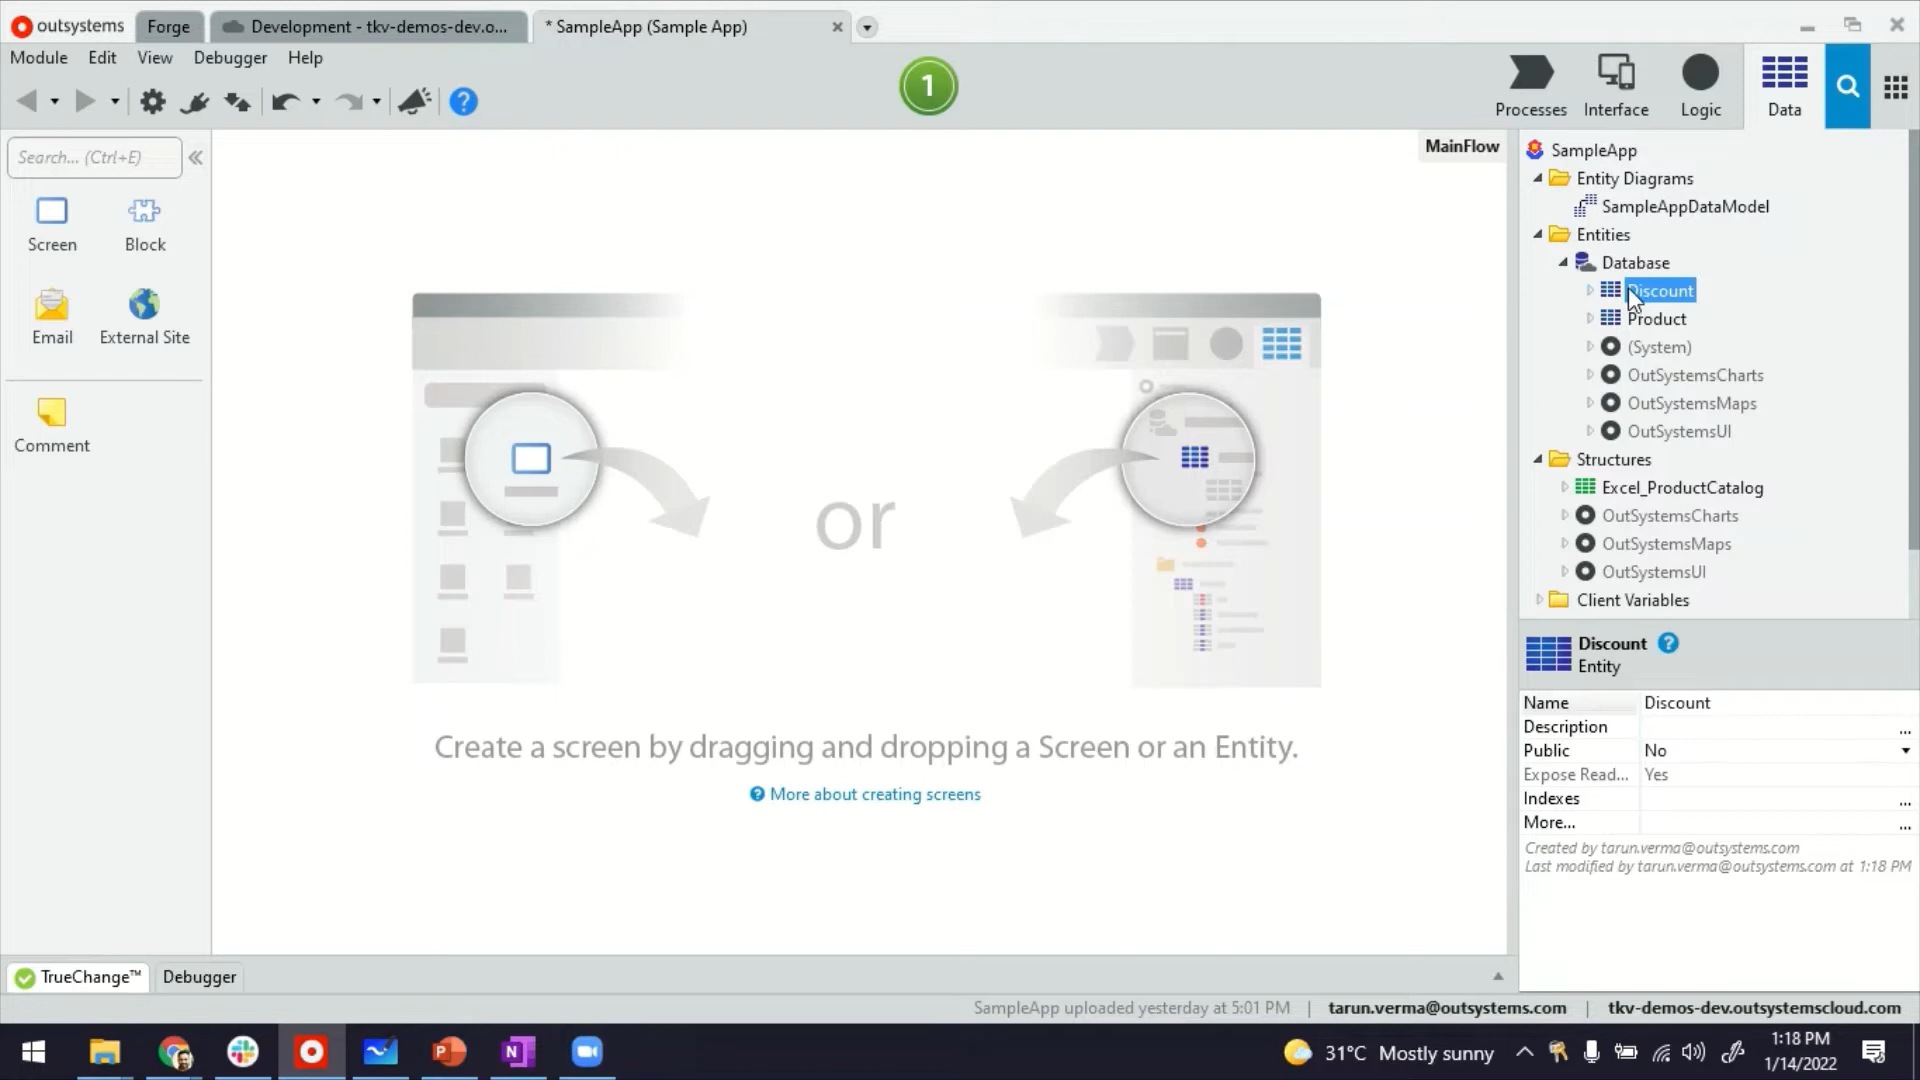 outsystems
Forge
Development - tkv-demos-dev.o...
* SampleApp (Sample App)
Module Edit View Debugger Help
1
Processes Interface Logic Data
Search... (Ctrl+E)
Screen Block
Email External Site
Comment
MainFlow
or
Create a screen by dragging and dropping a Screen or an Entity.
More about creating screens
SampleApp
Entity Diagrams
SampleAppDataModel
Entities
Database
Discount
Product
(System)
OutSystemsCharts
OutSystemsMaps
OutSystemsUI
Structures
Excel_ProductCatalog
OutSystemsCharts
OutSystemsMaps
OutSystemsUI
Client Variables
Discount
Entity
Name Discount
Description ...
Public No
Expose Read... Yes
Indexes ...
More... ...
Created by tarun.verma@outsystems.com
Last modified by tarun.verma@outsystems.com at 1:18 PM
TrueChange™ Debugger
SampleApp uploaded yesterday at 5:01 PM | tarun.verma@outsystems.com | tkv-demos-dev.outsystemscloud.com
31°C Mostly sunny
1:18 PM
1/14/2022